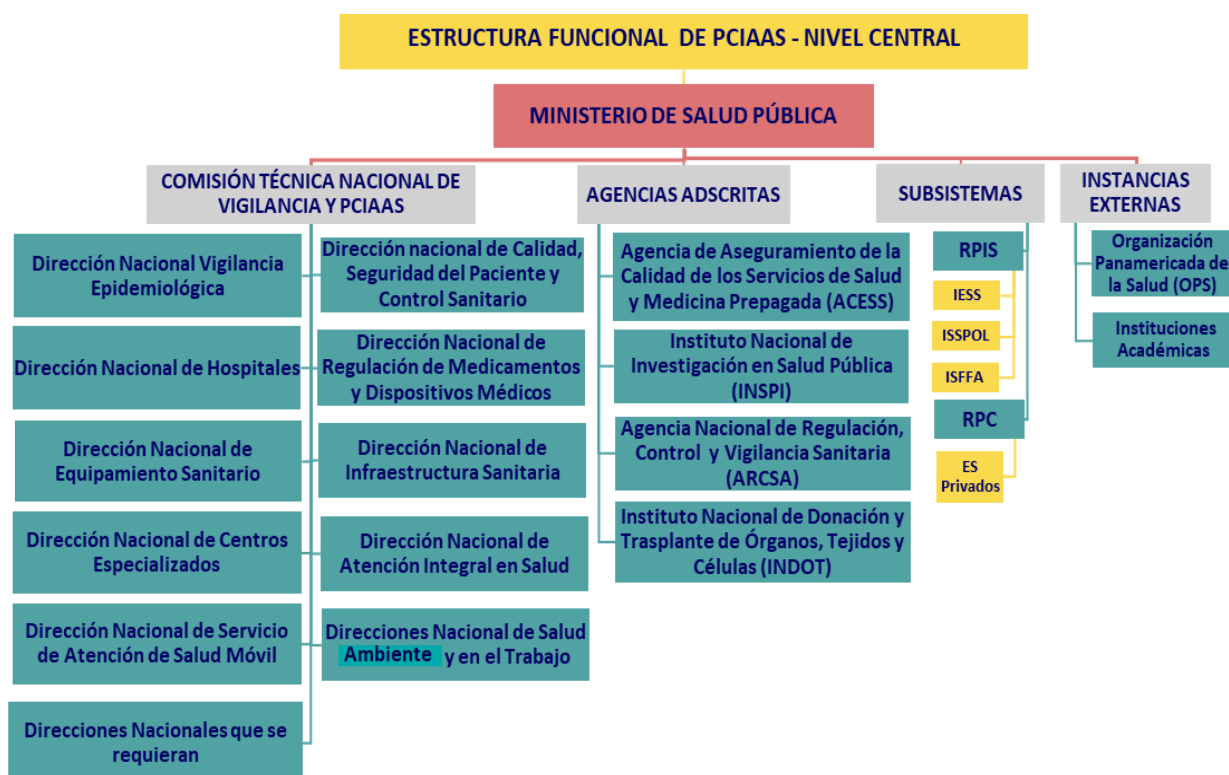 ESTRUCTURA FUNCIONAL DE PCIAAS - NIVEL CENTRAL
MINISTERIO DE SALUD PÚBLICA
COMISIÓN TÉCNICA NACIONAL DE
VIGILANCIA Y PCIAAS
Dirección Nacional Vigilancia
Epidemiológica
Dirección nacional de Calidad,
Seguridad del Paciente y
Control Sanitario
Dirección Nacional de Hospitales
Dirección Nacional de
Regulación de Medicamentos
y Dispositivos Médicos
Dirección Nacional de
Equipamiento Sanitario
Dirección Nacional de
Infraestructura Sanitaria
Dirección Nacional de Centros
Especializados
Dirección Nacional de
Atención Integral en Salud
Dirección Nacional de Servicio
de Atención de Salud Móvil
Direcciones Nacional de Salud
Ambiente y en el Trabajo
Direcciones Nacionales que se
requieran
AGENCIAS ADSCRITAS
Agencia de Aseguramiento de la
Calidad de los Servicios de Salud
y Medicina Prepagada (ACESS)
Instituto Nacional de
Investigación en Salud Pública
(INSPI)
Agencia Nacional de Regulación,
Control y Vigilancia Sanitaria
(ARCSA)
Instituto Nacional de Donación y
Trasplante de Órganos, Tejidos y
Células (INDOT)
SUBSISTEMAS
RPIS
IESS
ISSPOL
ISFFA
RPC
ES
Privados
INSTANCIAS
EXTERNAS
Organización
Panamericada de
la Salud (OPS)
Instituciones
Académicas